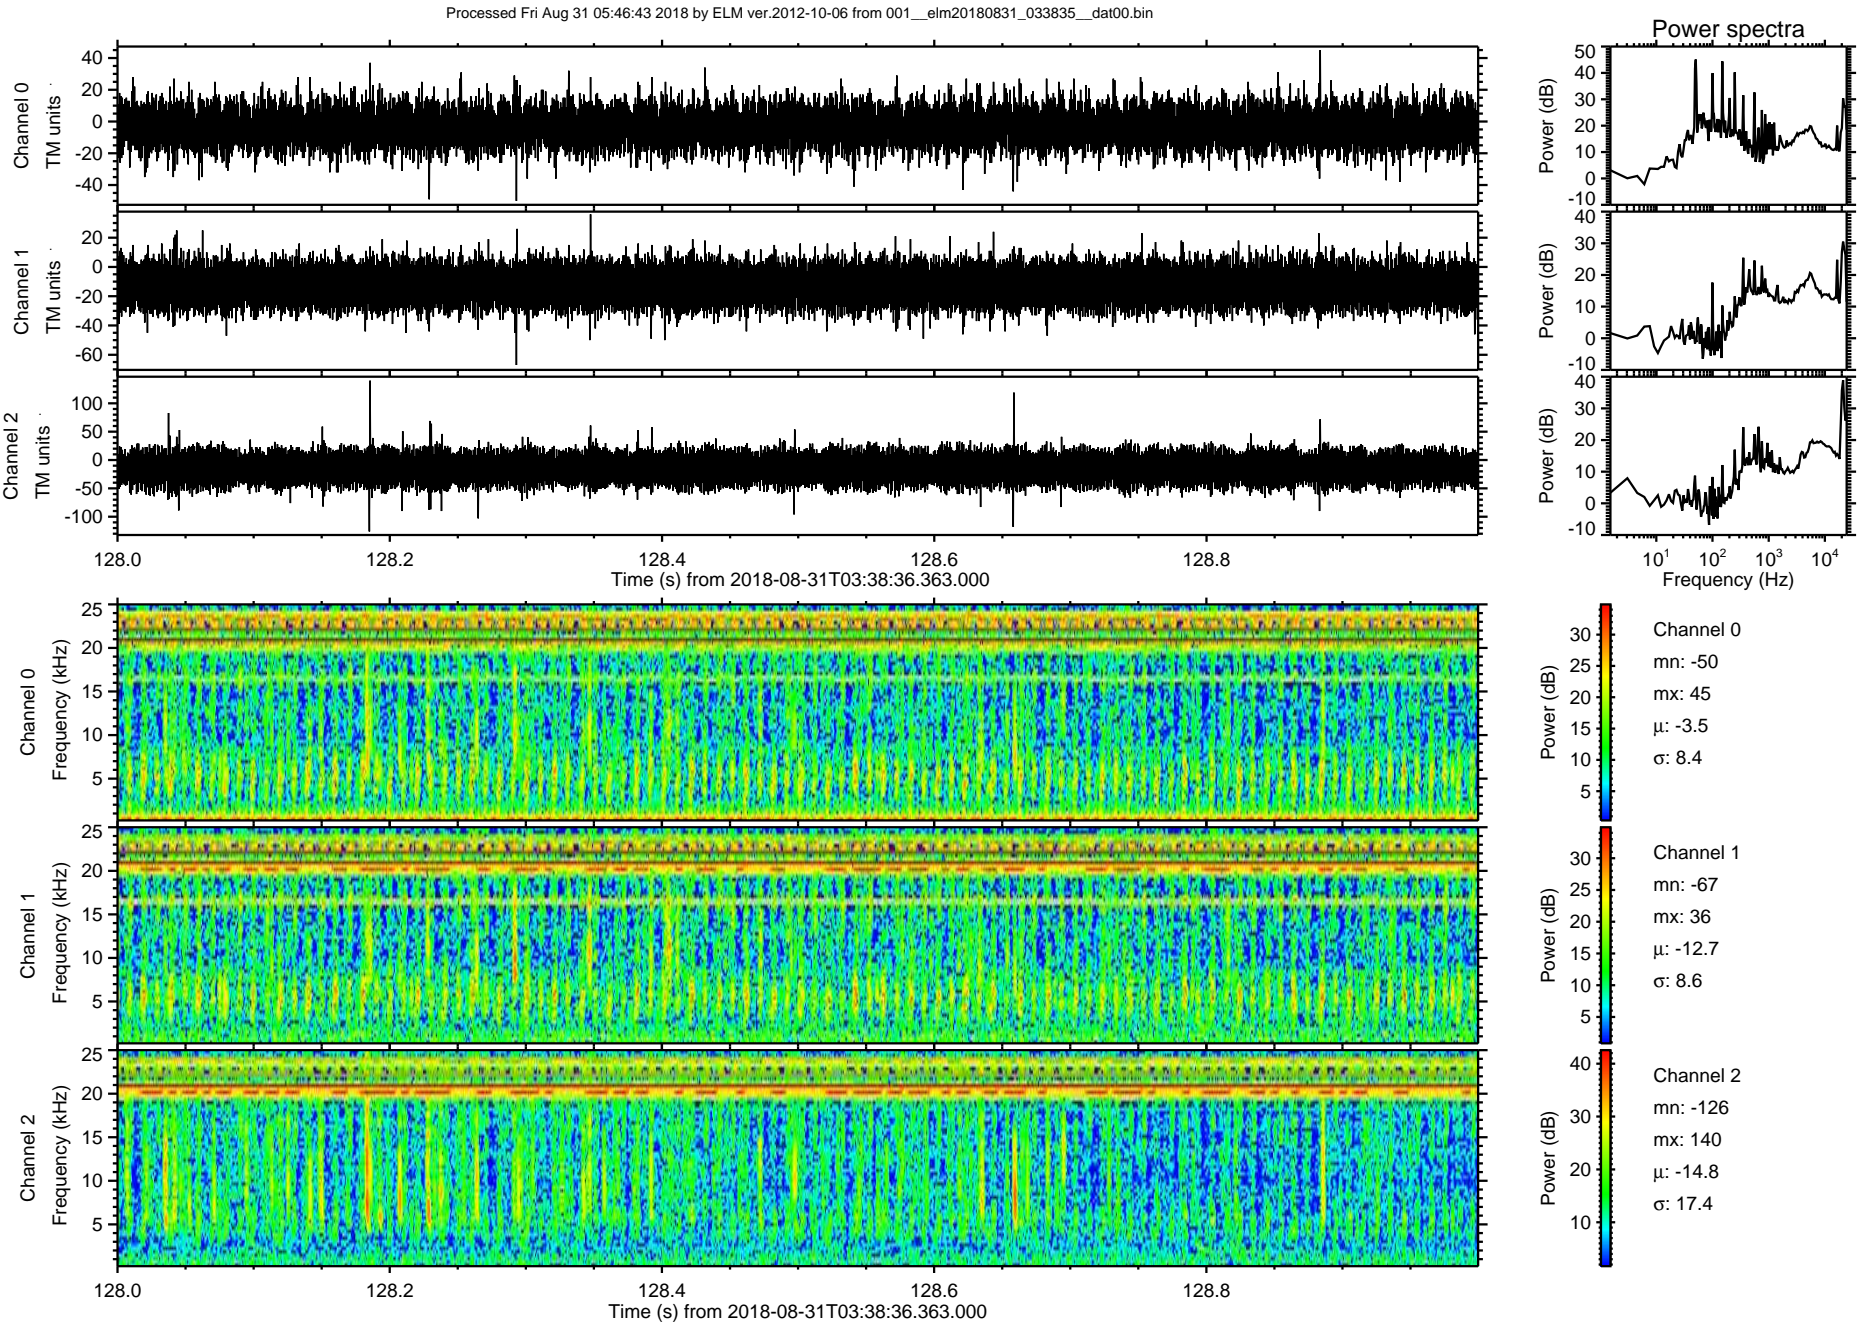 Processed Fri Aug 31 05:46:43 2018 by ELM ver.2012-10-06 from 001__elm20180831_033835__dat00.bin
Power spectra
Channel 0
TM units
40
20
0
-20
-40
Power (dB)
50
40
30
20
10
0
-10
Channel 1
TM units
20
0
-20
-40
-60
Power (dB)
40
30
20
10
0
-10
Channel 2
TM units
100
50
0
-50
-100
Power (dB)
40
30
20
10
0
-10
128.0 128.2 128.4 128.6 128.8
Time (s) from 2018-08-31T03:38:36.363.000
10¹ 10² 10³ 10⁴
Frequency (Hz)
Channel 0
Frequency (kHz)
25
20
15
10
5
Power (dB)
30
25
20
15
10
5
Channel 0
mn: -50
mx: 45
μ: -3.5
σ: 8.4
Channel 1
Frequency (kHz)
25
20
15
10
5
Power (dB)
30
25
20
15
10
5
Channel 1
mn: -67
mx: 36
μ: -12.7
σ: 8.6
Channel 2
Frequency (kHz)
25
20
15
10
5
Power (dB)
40
30
20
10
Channel 2
mn: -126
mx: 140
μ: -14.8
σ: 17.4
128.0 128.2 128.4 128.6 128.8
Time (s) from 2018-08-31T03:38:36.363.000